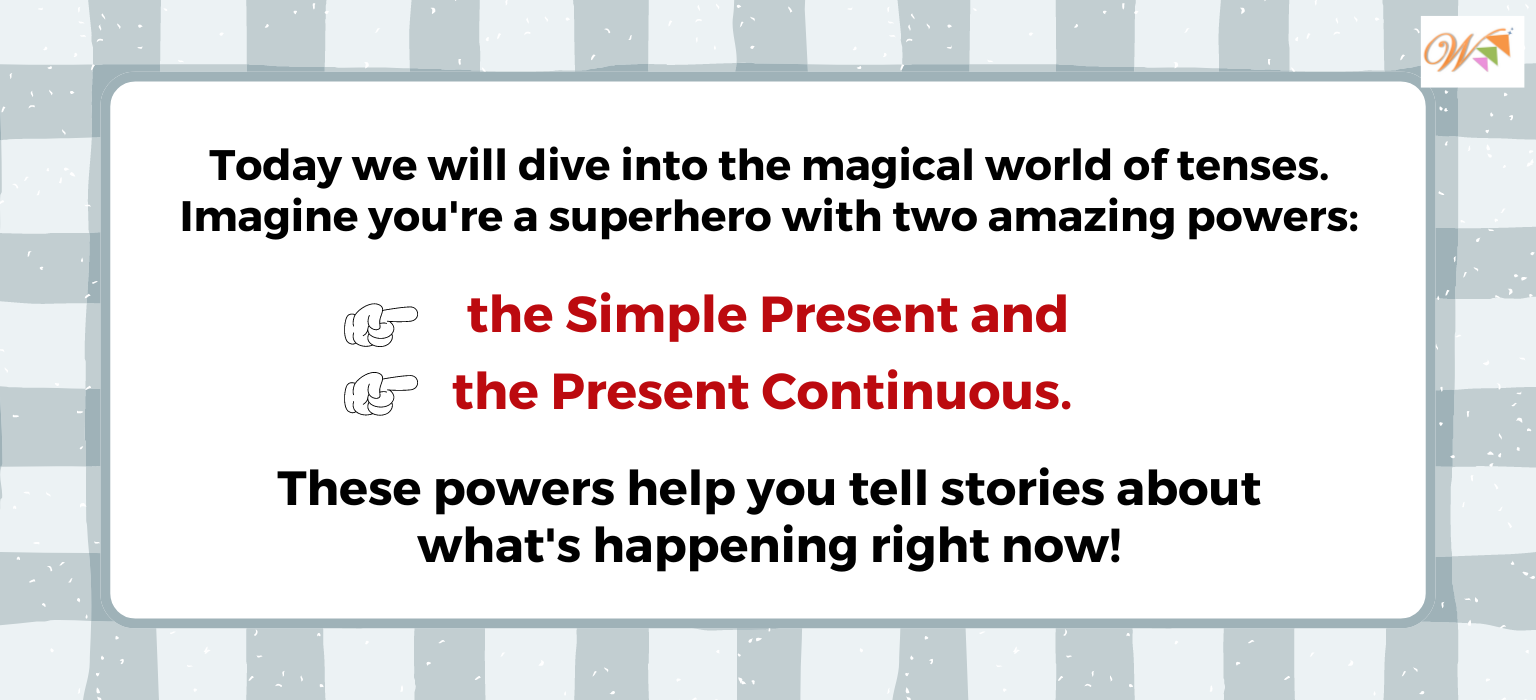 W
Today we will dive into the magical world of tenses.
Imagine you're a superhero with two amazing powers:
the Simple Present and
the Present Continuous.
These powers help you tell stories about
what's happening right now!